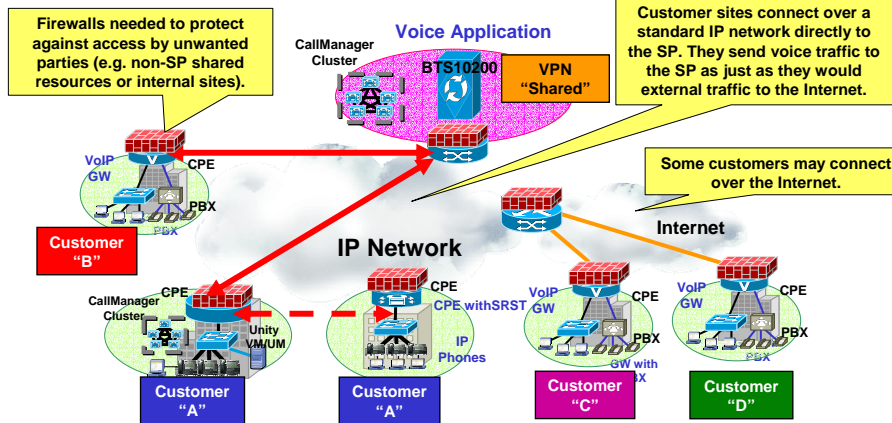 Firewalls needed to protect
against access by unwanted
parties (e.g. non-SP shared
resources or internal sites).
Voice Application
CallManager
Cluster
BTS10200
VPN
“Shared”
Customer sites connect over a
standard IP network directly to
the SP. They send voice traffic to
the SP as just as they would
external traffic to the Internet.
Some customers may connect
over the Internet.
VoIP
GW
CPE
PBX
PBX
Customer
“B”
IP Network
Internet
CallManager
Cluster
CPE
Unity
VM/UM
Customer
“A”
CPE
CPE withSRST
IP
Phones
Customer
“A”
VoIP
GW
CPE
PBX
GW with
Customer
“C”
VoIP
GW
CPE
PBX
PBX
Customer
“D”